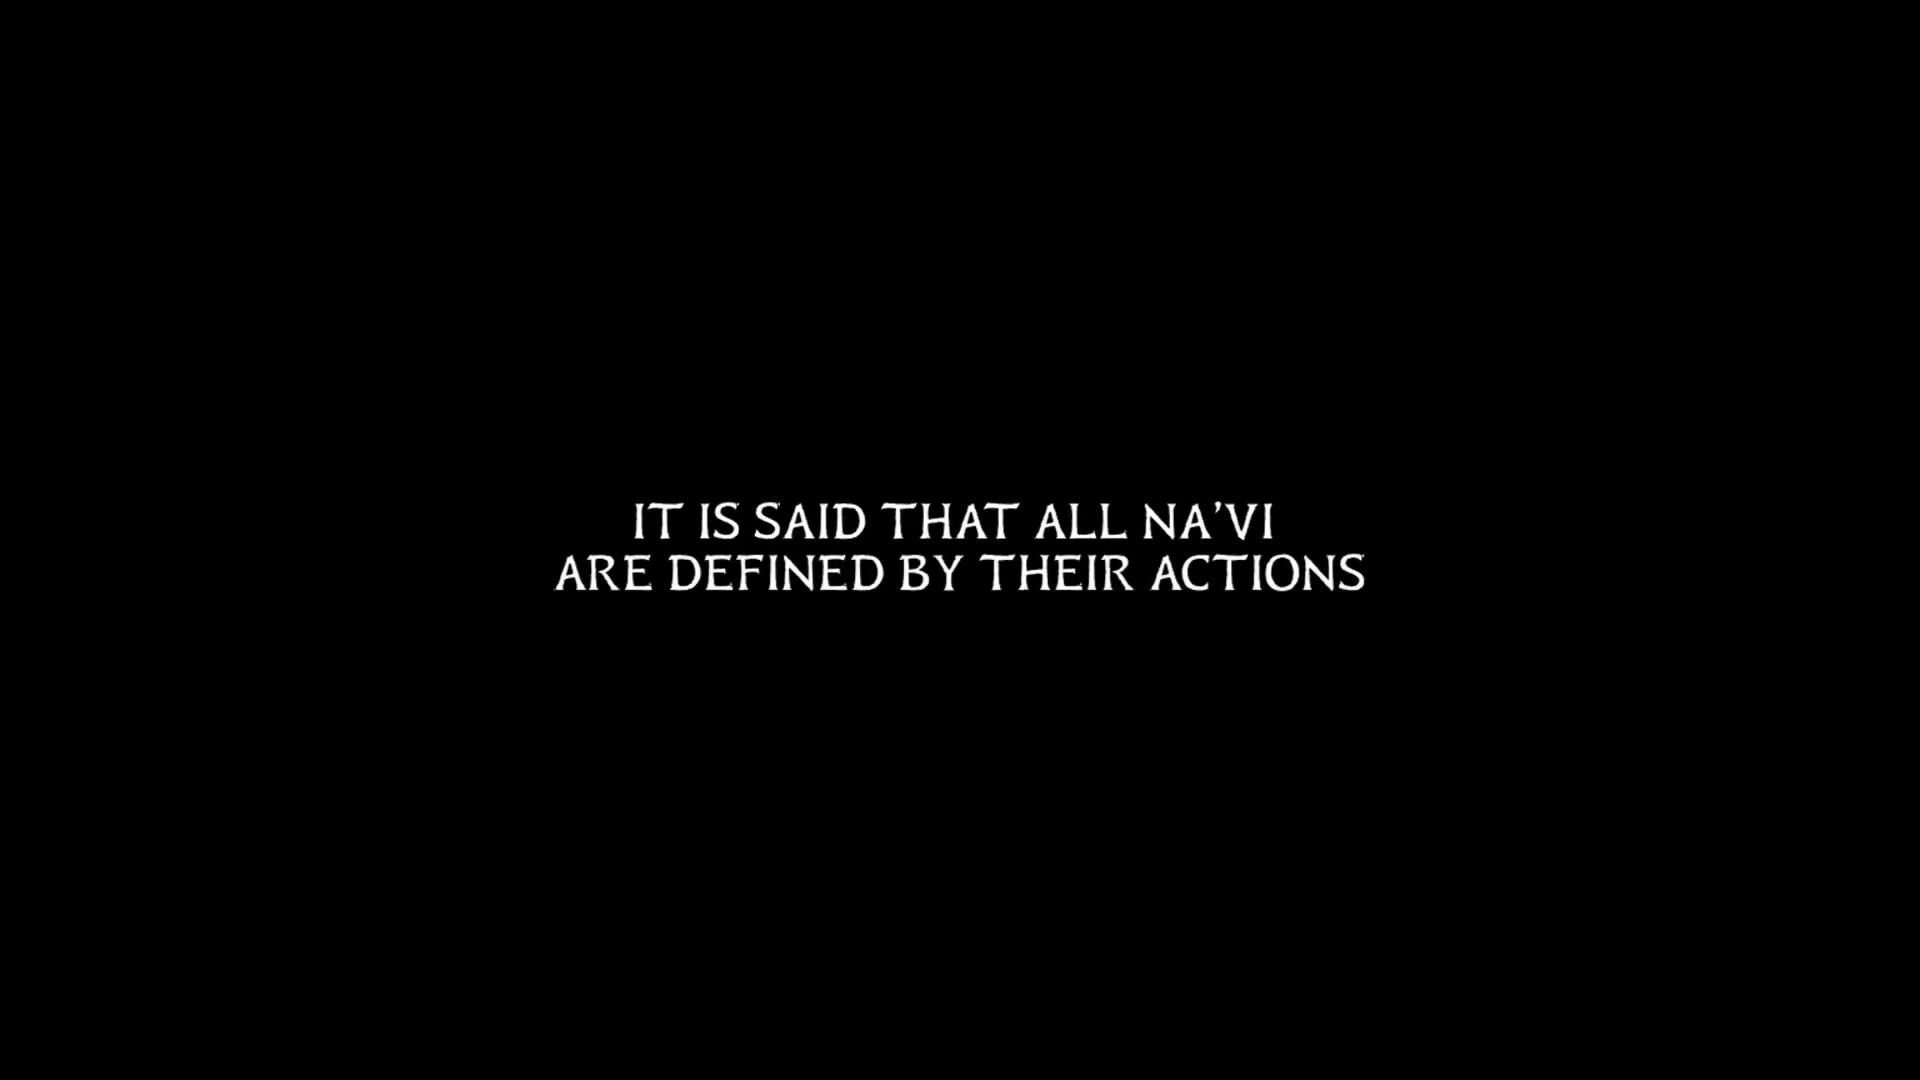 IT IS SAID THAT ALL NA’VI
ARE DEFINED BY THEIR ACTIONS